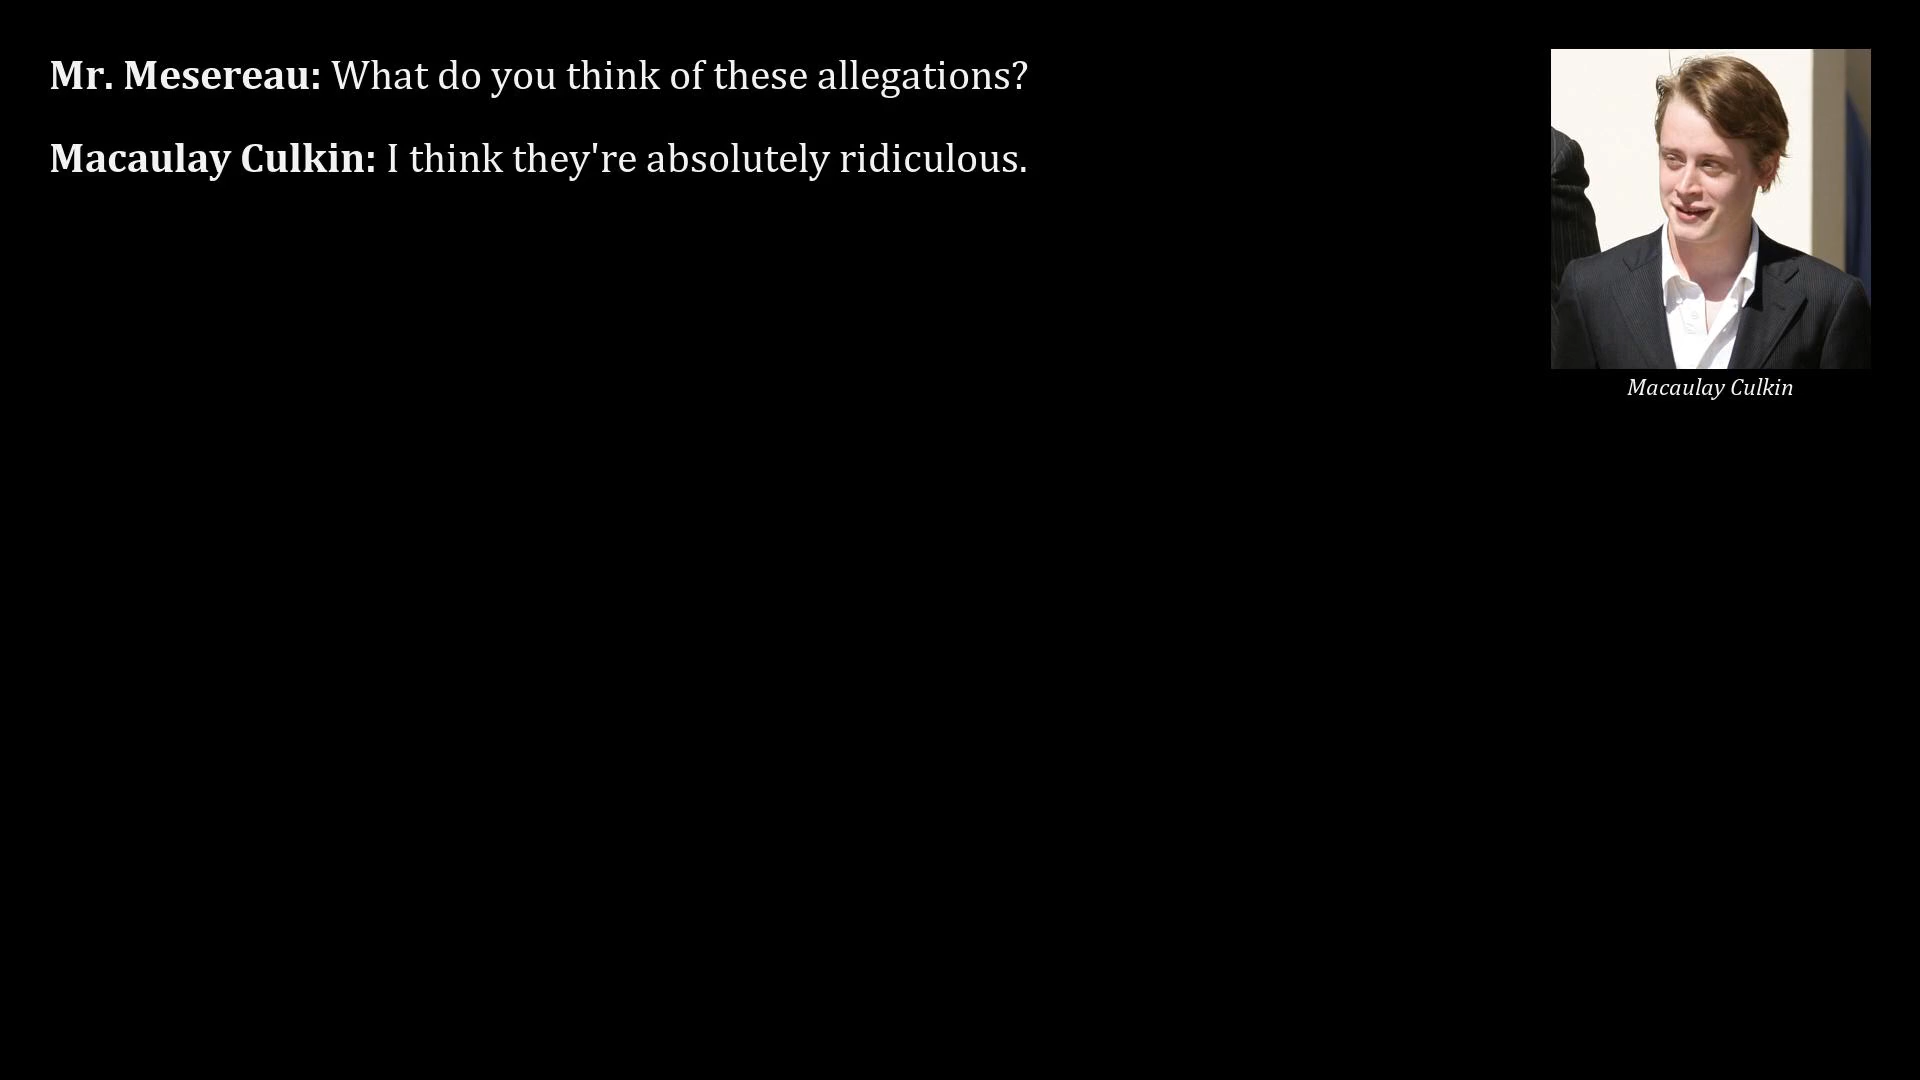 Mr. Mesereau: What do you think of these allegations?
Macaulay Culkin: I think they're absolutely ridiculous.
Macaulay Culkin